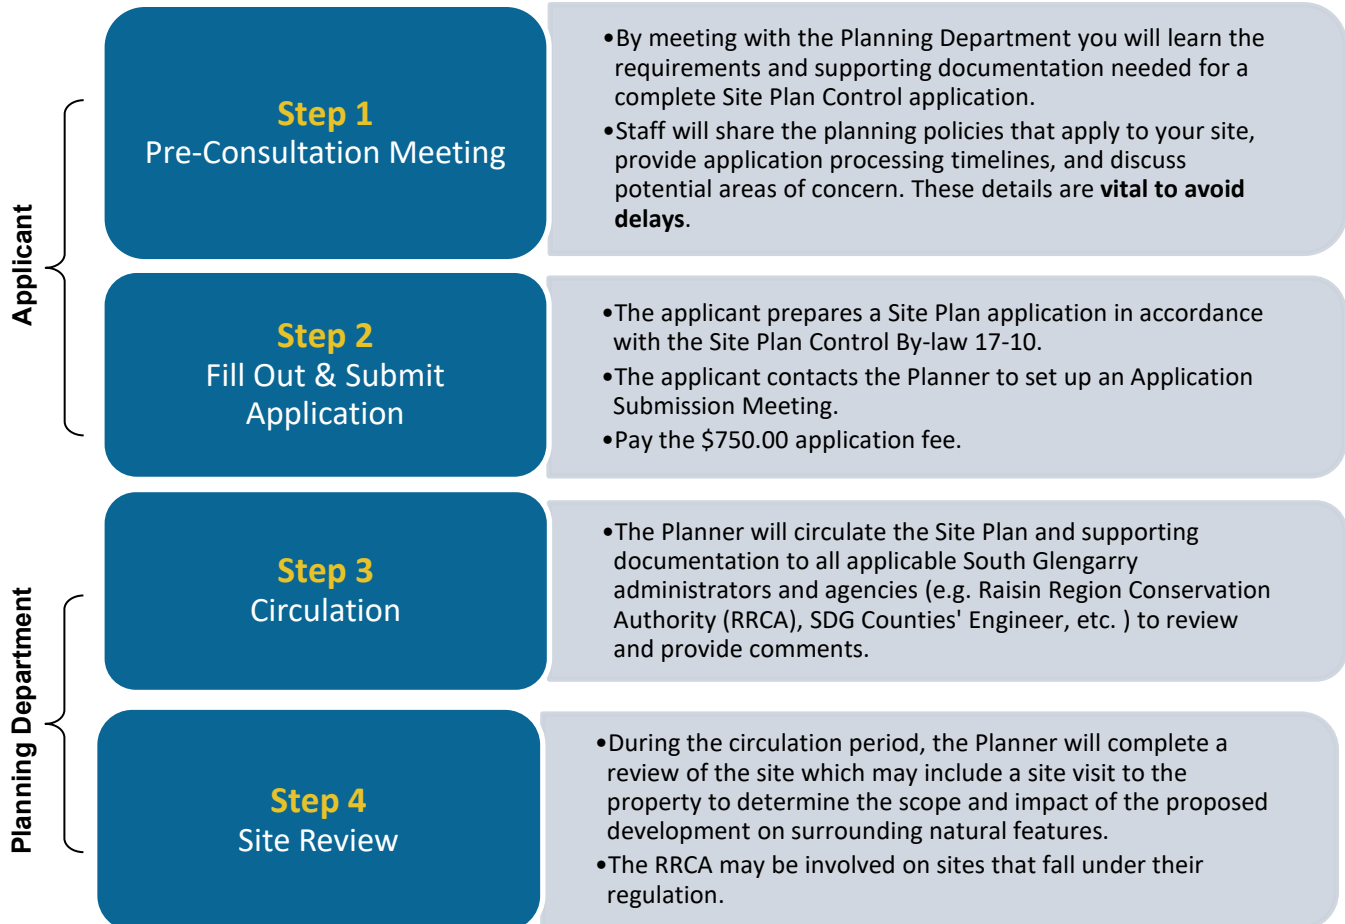 Applicant
Step 1
Pre-Consultation Meeting
•By meeting with the Planning Department you will learn the
requirements and supporting documentation needed for a
complete Site Plan Control application.
•Staff will share the planning policies that apply to your site,
provide application processing timelines, and discuss
potential areas of concern. These details are vital to avoid
delays.
Step 2
Fill Out & Submit
Application
•The applicant prepares a Site Plan application in accordance
with the Site Plan Control By-law 17-10.
•The applicant contacts the Planner to set up an Application
Submission Meeting.
•Pay the $750.00 application fee.
Planning Department
Step 3
Circulation
•The Planner will circulate the Site Plan and supporting
documentation to all applicable South Glengarry
administrators and agencies (e.g. Raisin Region Conservation
Authority (RRCA), SDG Counties' Engineer, etc. ) to review
and provide comments.
Step 4
Site Review
•During the circulation period, the Planner will complete a
review of the site which may include a site visit to the
property to determine the scope and impact of the proposed
development on surrounding natural features.
•The RRCA may be involved on sites that fall under their
regulation.